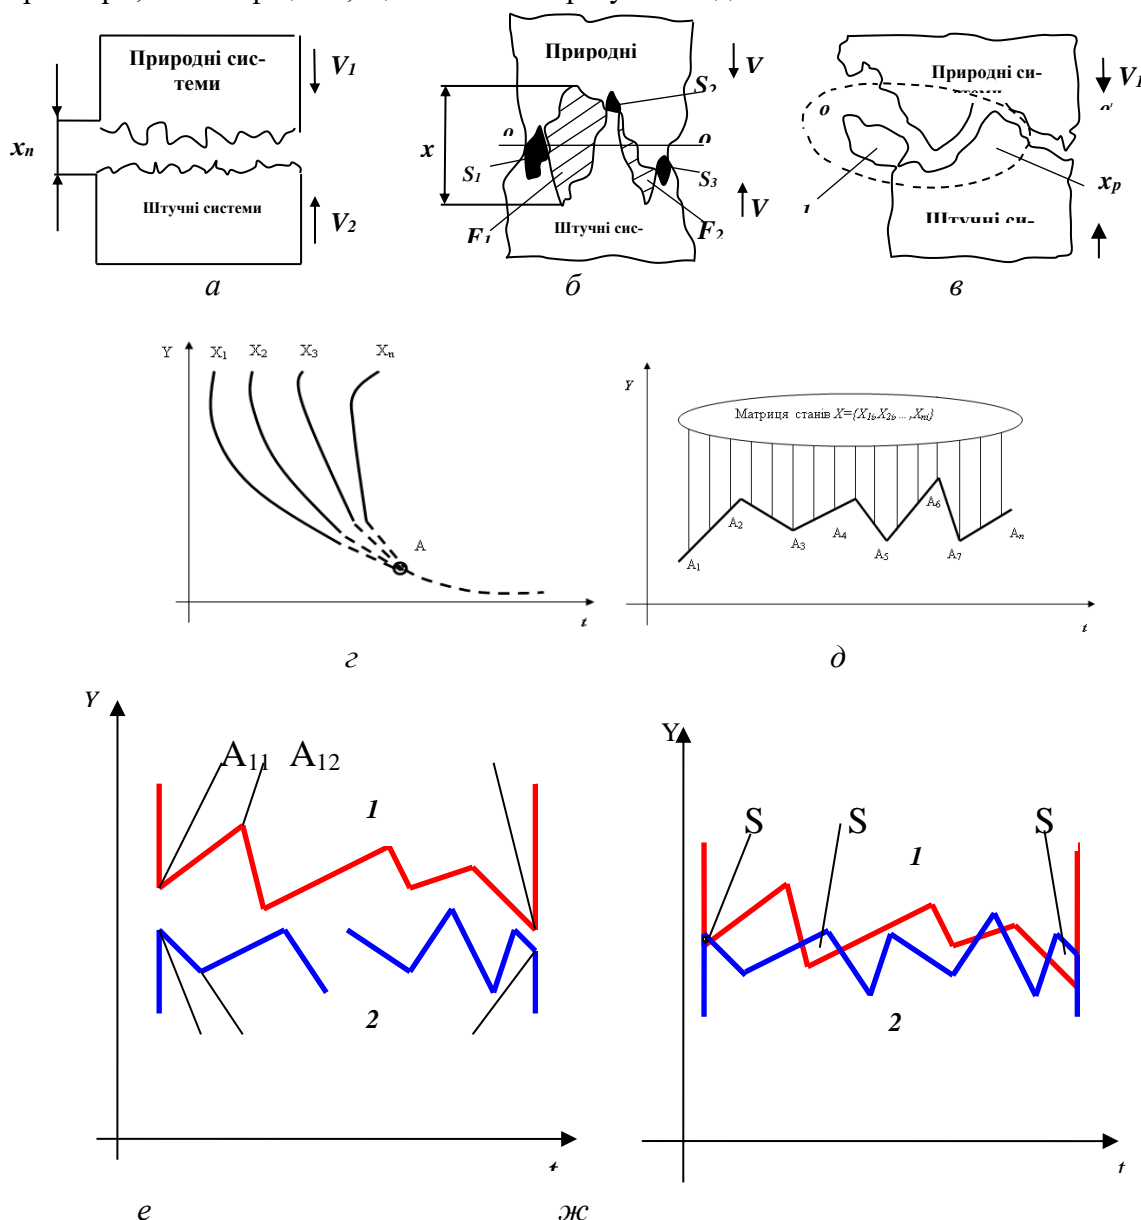 Природні сис-
теми
V1
xn
Штучні системи
V2
а
Природні
V
S2
о
о
x
S1
S3
V
F1
Штучні сис-
F2
б
Природні си-
V1
о
о'
1
xр
Штучні си-
в
Y
X1
X2
X3
Xn
A
t
г
Y
Матриця станів X={X1i,X2i,...,Xni}
A1
A2
A3
A4
A5
A6
A7
An
t
д
Y
A11
A12
1
2
t
е
Y
S
S
S
1
2
t
ж